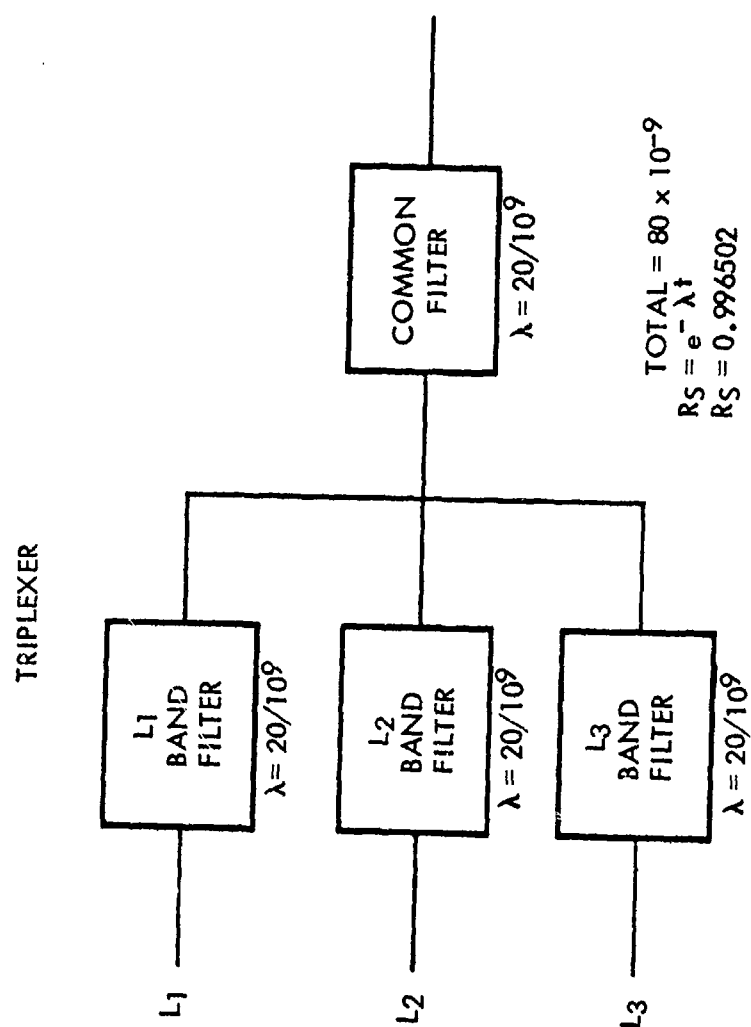 TRIPLEXER
L1
L1
BAND
FILTER
λ = 20/10⁹
L2
L2
BAND
FILTER
λ = 20/10⁹
L3
L3
BAND
FILTER
λ = 20/10⁹
COMMON
FILTER
λ = 20/10⁹
TOTAL = 80 x 10⁻⁹
RS = e⁻λt
RS = 0.996502